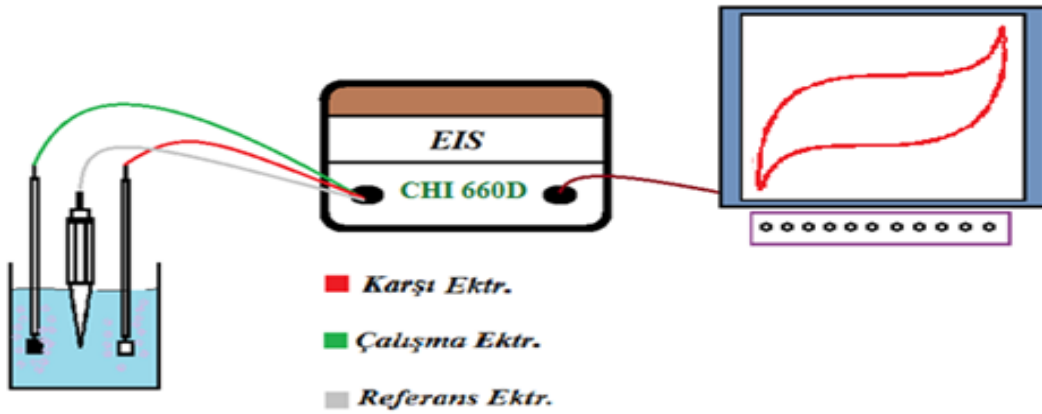 EIS
CHI 660D
Karşı Ektr.
Çalışma Ektr.
Referans Ektr.